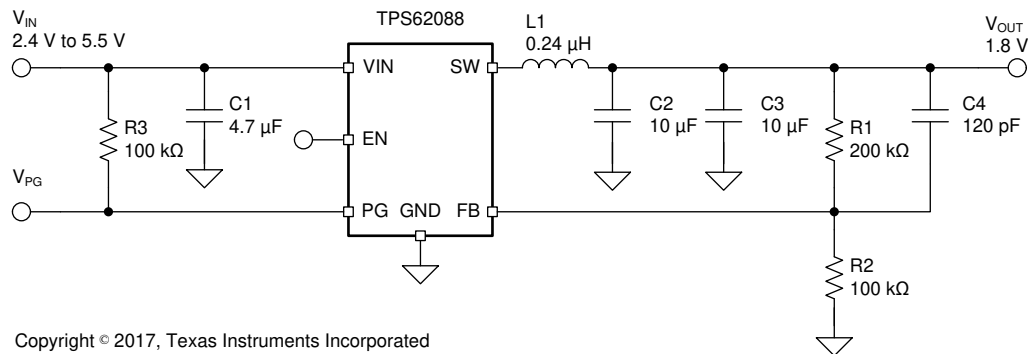 TPS62088
V_IN
2.4 V to 5.5 V
L1
0.24 µH
V_OUT
1.8 V
VIN
SW
C1
4.7 µF
R3
100 kΩ
EN
C2
10 µF
C3
10 µF
R1
200 kΩ
C4
120 pF
V_PG
PG
GND
FB
R2
100 kΩ
Copyright © 2017, Texas Instruments Incorporated